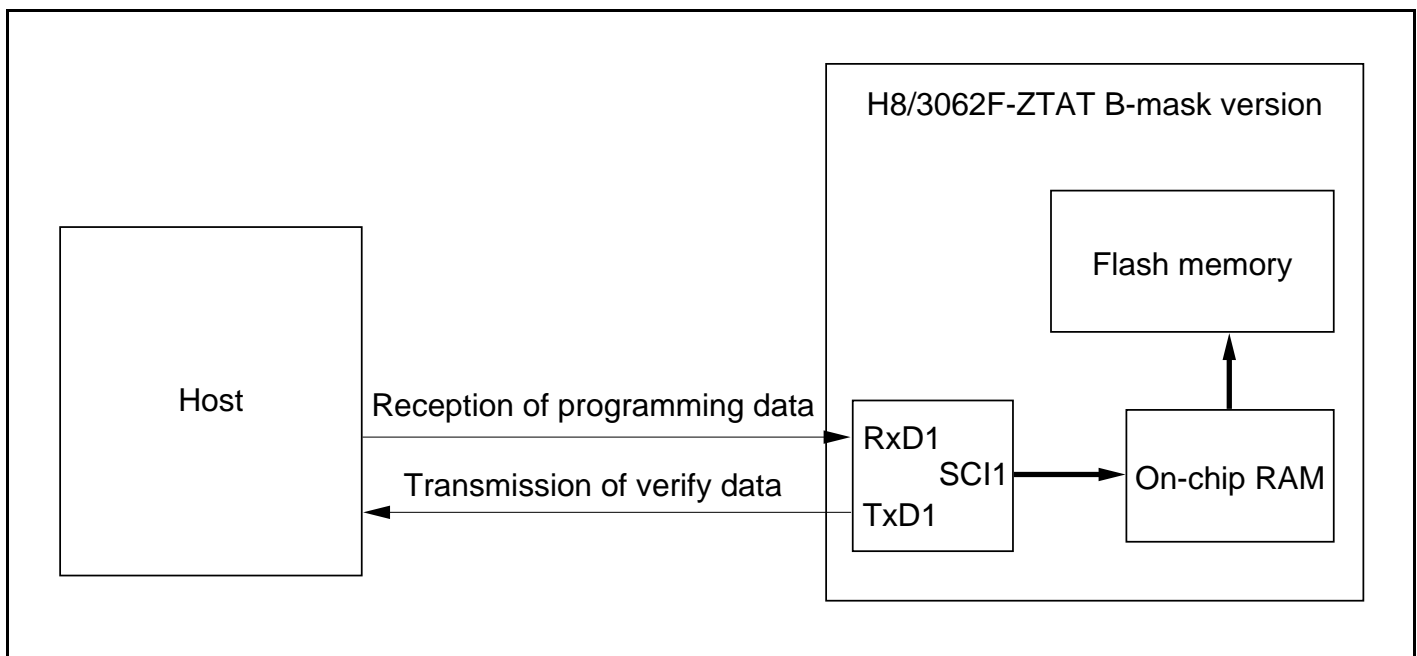 H8/3062F-ZTAT B-mask version
Flash memory
Host
Reception of programming data
RxD1
SCI1
On-chip RAM
Transmission of verify data
TxD1